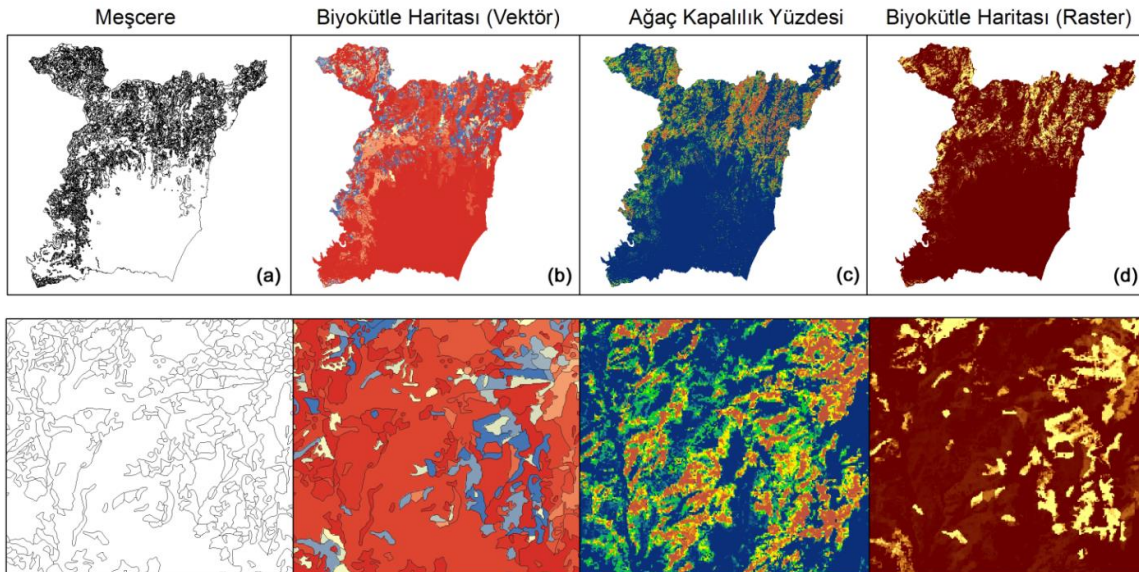 Meşcere
Biyokütle Haritası (Vektör)
Ağaç Kapalılık Yüzdesi
Biyokütle Haritası (Raster)
(a)
(b)
(c)
(d)